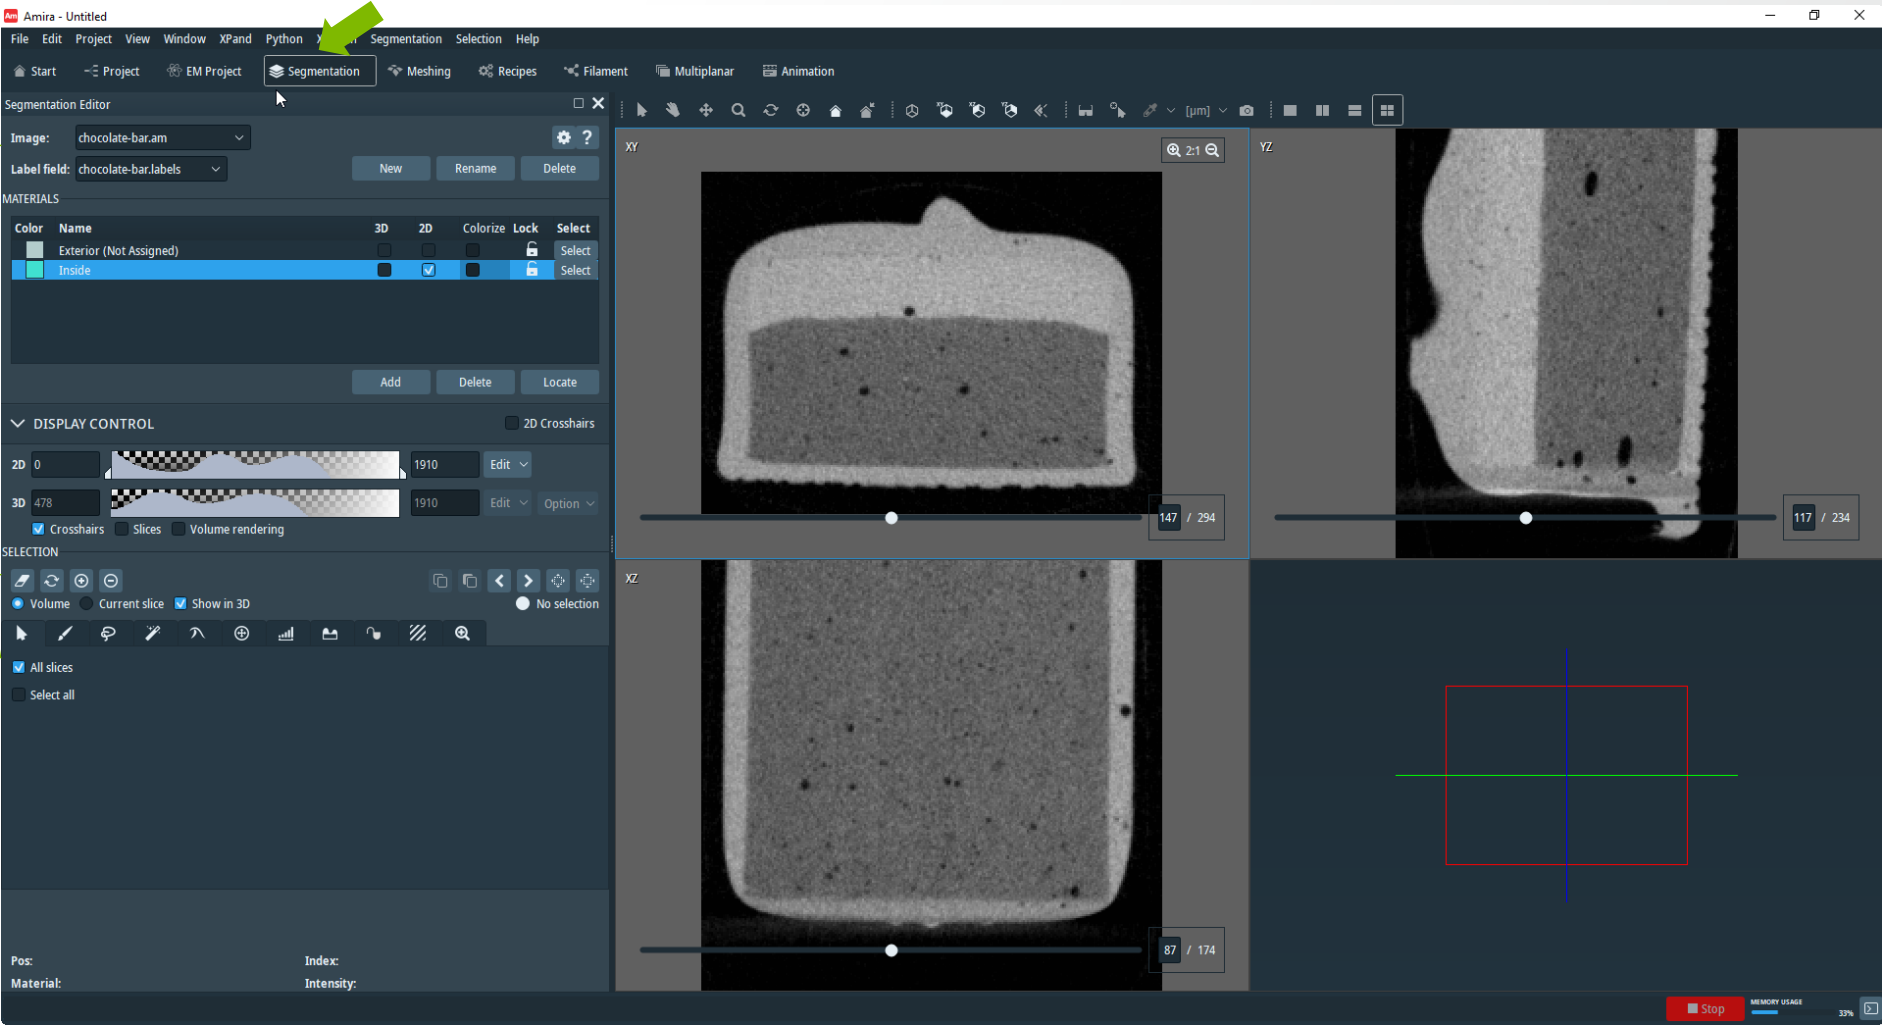 Am Amira - Untitled
File Edit Project View Window XPand Python X Segmentation Selection Help
Start Project EM Project Segmentation Meshing Recipes Filament Multiplanar Animation
Segmentation Editor
Image: chocolate-bar.am ?
Label field: chocolate-bar.labels New Rename Delete
MATERIALS
Color Name 3D 2D Colorize Lock Select
Exterior (Not Assigned) Select
Inside Select
Add Delete Locate
DISPLAY CONTROL 2D Crosshairs
2D 0 1910 Edit
3D 478 1910 Edit Option
Crosshairs Slices Volume rendering
SELECTION
Volume Current slice Show in 3D No selection
All slices
Select all
Pos: Index:
Material: Intensity:
XY XZ YZ [µm]
XY 2:1
147 / 294
YZ
117 / 234
XZ
87 / 174
Stop MEMORY USAGE 33%